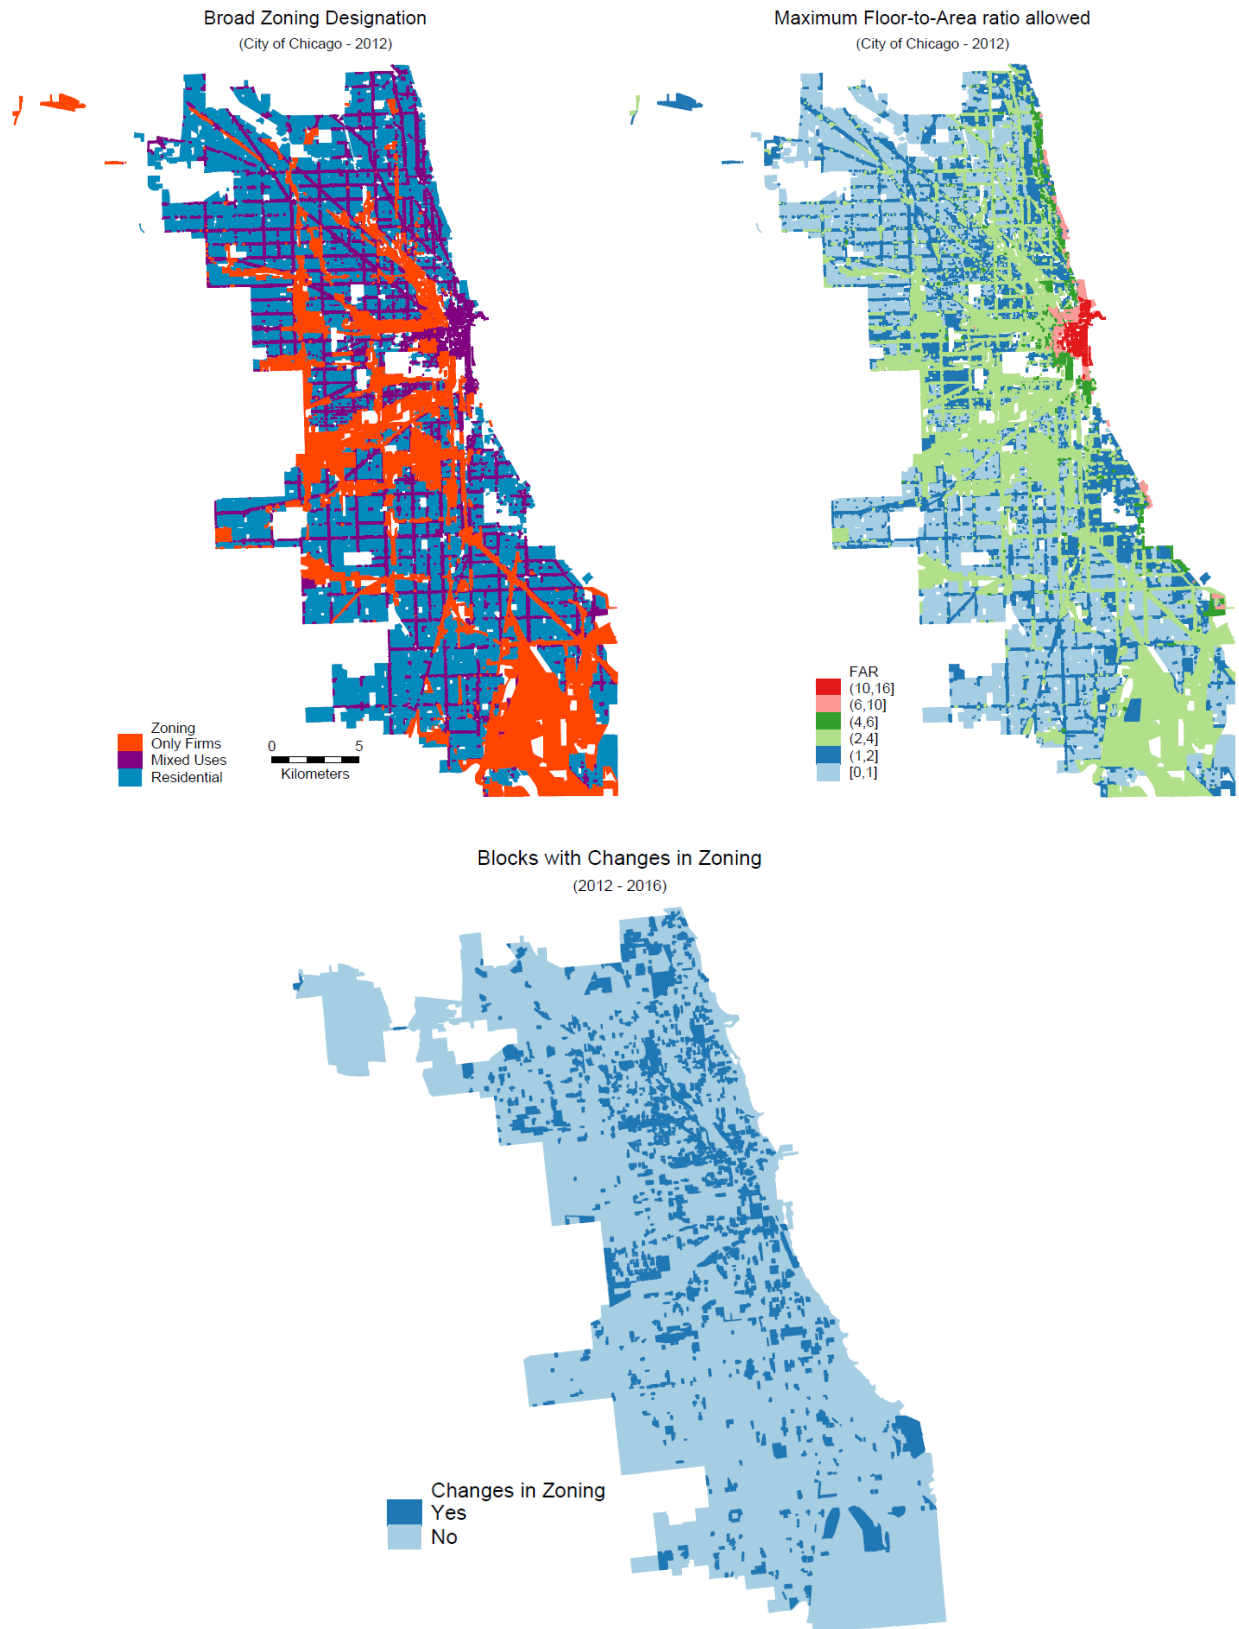 Broad Zoning Designation
(City of Chicago - 2012)
Maximum Floor-to-Area ratio allowed
(City of Chicago - 2012)
Zoning
Only Firms
Mixed Uses
Residential
0 5
Kilometers
FAR
(10,16]
(6,10]
(4,6]
(2,4]
(1,2]
[0,1]
Blocks with Changes in Zoning
(2012 - 2016)
Changes in Zoning
Yes
No